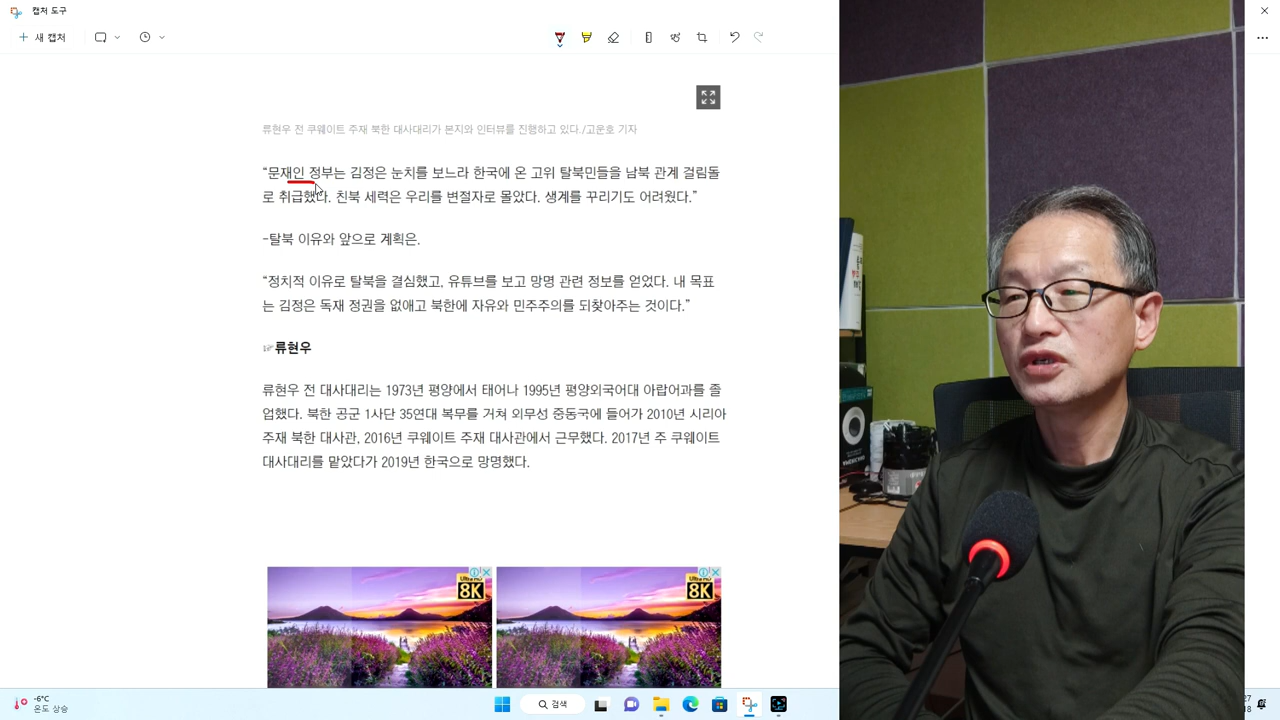 캡처 도구
새 캡처
류현우 전 쿠웨이트 주재 북한 대사대리가 본지와 인터뷰를 진행하고 있다./고운호 기자
“문재인 정부는 김정은 눈치를 보느라 한국에 온 고위 탈북민들을 남북 관계 걸림돌
로 취급했다. 친북 세력은 우리를 변절자로 몰았다. 생계를 꾸리기도 어려웠다.”
-탈북 이유와 앞으로 계획은.
“정치적 이유로 탈북을 결심했고, 유튜브를 보고 망명 관련 정보를 얻었다. 내 목표
는 김정은 독재 정권을 없애고 북한에 자유와 민주주의를 되찾아주는 것이다.”
☞류현우
류현우 전 대사대리는 1973년 평양에서 태어나 1995년 평양외국어대 아랍어과를 졸
업했다. 북한 공군 1사단 35연대 복무를 거쳐 외무성 중동국에 들어가 2010년 시리아
주재 북한 대사관, 2016년 쿠웨이트 주재 대사관에서 근무했다. 2017년 주 쿠웨이트
대사대리를 맡았다가 2019년 한국으로 망명했다.
Ultra HD 8K
Ultra HD 8K
-6°C
온도 상승
검색
27
18